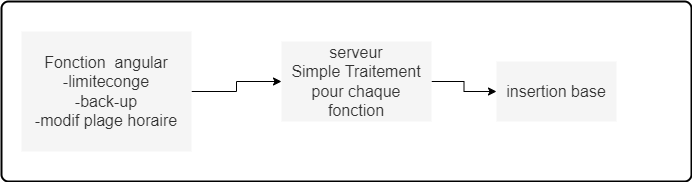 Fonction angular
-limiteconge
-back-up
-modif plage horaire
serveur
Simple Traitement
pour chaque
fonction
insertion base